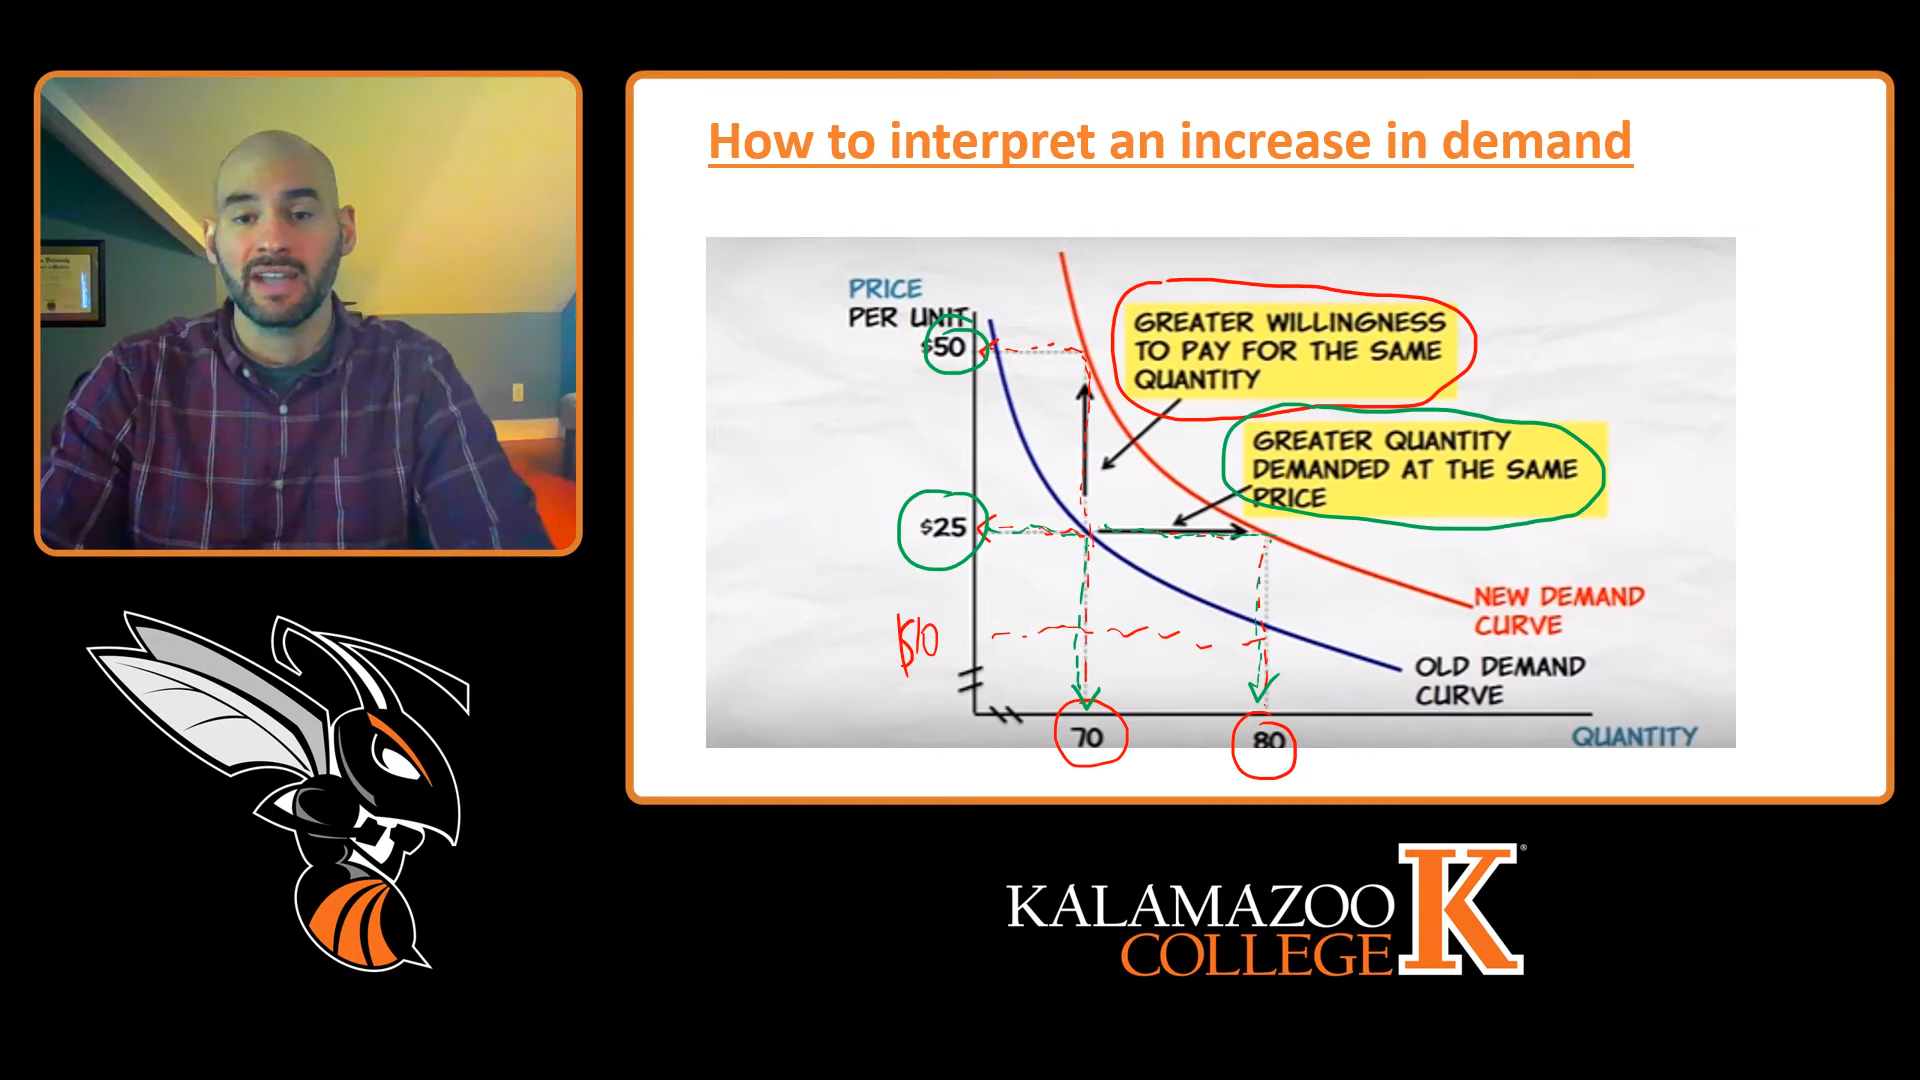 How to interpret an increase in demand
PRICE
PER UNIT
$50
GREATER WILLINGNESS
TO PAY FOR THE SAME
QUANTITY
GREATER QUANTITY
DEMANDED AT THE SAME
PRICE
$25
NEW DEMAND
CURVE
$10
OLD DEMAND
CURVE
70
80
QUANTITY
KALAMAZOO
COLLEGE
K
®